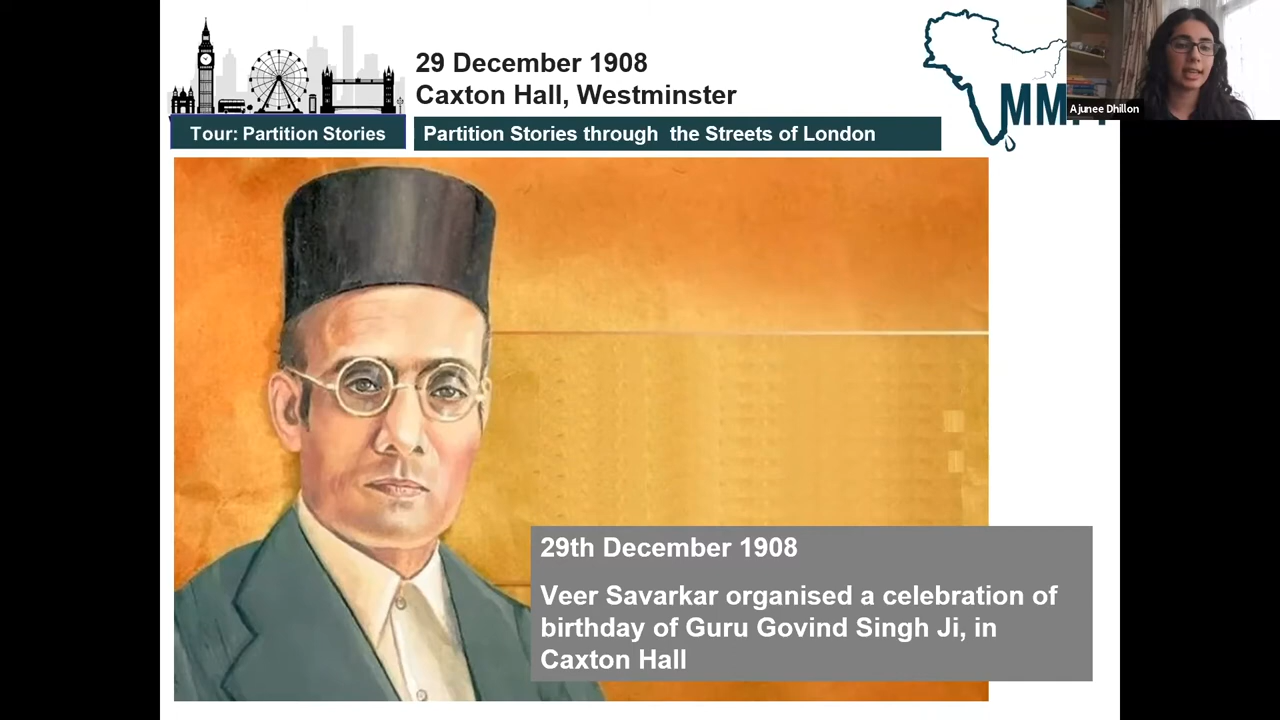 29 December 1908
Caxton Hall, Westminster
Tour: Partition Stories
Partition Stories through the Streets of London
Ajunee Dhillon
29th December 1908
Veer Savarkar organised a celebration of
birthday of Guru Govind Singh Ji, in
Caxton Hall